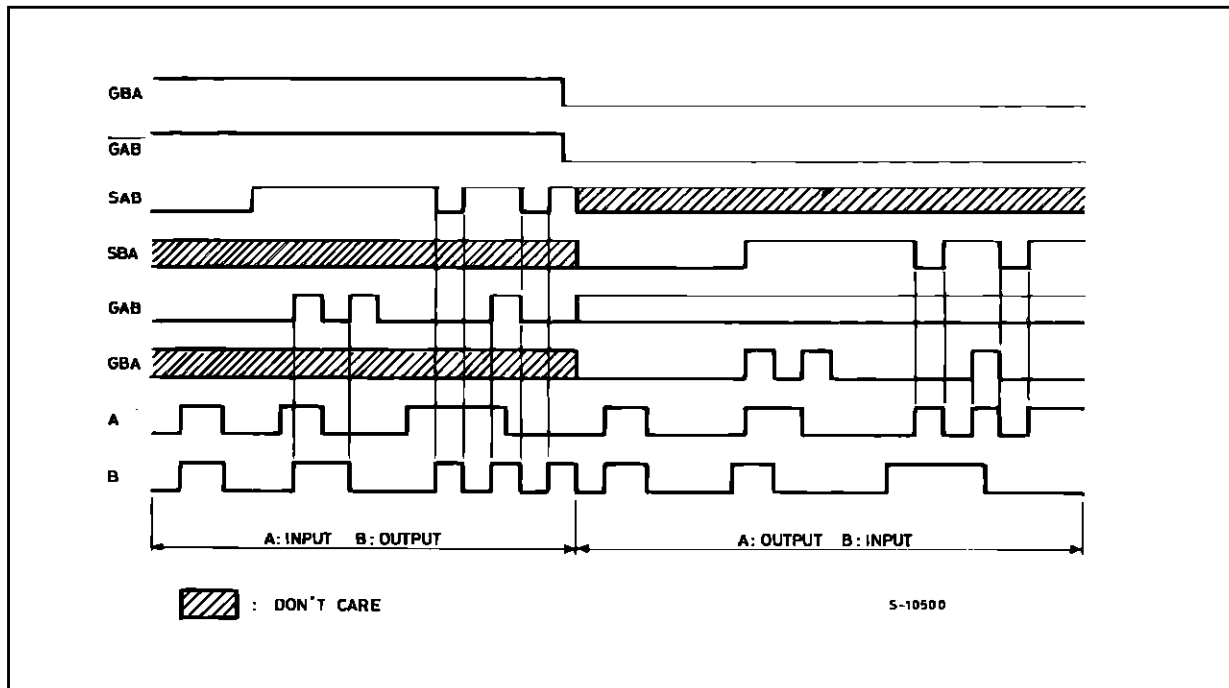 GBA
GAB
SAB
SBA
GAB
GBA
A
B
A: INPUT B: OUTPUT
A: OUTPUT B: INPUT
: DON'T CARE
S-10500